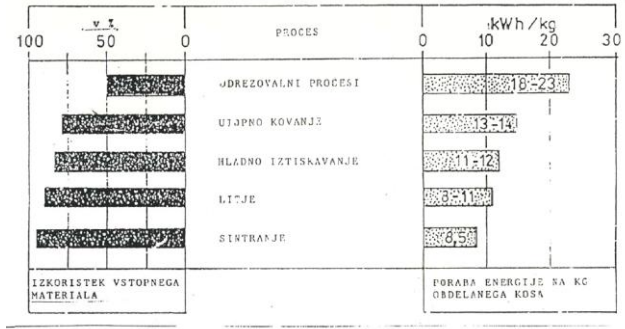 v % PROCES kWh/kg
100 50 0 0 10 20 30
ODREZOVALNI PROCESI 18-23
UTOPNO KOVANJE 13-14
HLADNO IZTISKAVANJE 11-12
LITJE 8-11
SINTRANJE 8,5
IZKORISTEK VSTOPNEGA
MATERIALA
PORABA ENERGIJE NA KG
OBDELANEGA KOSA